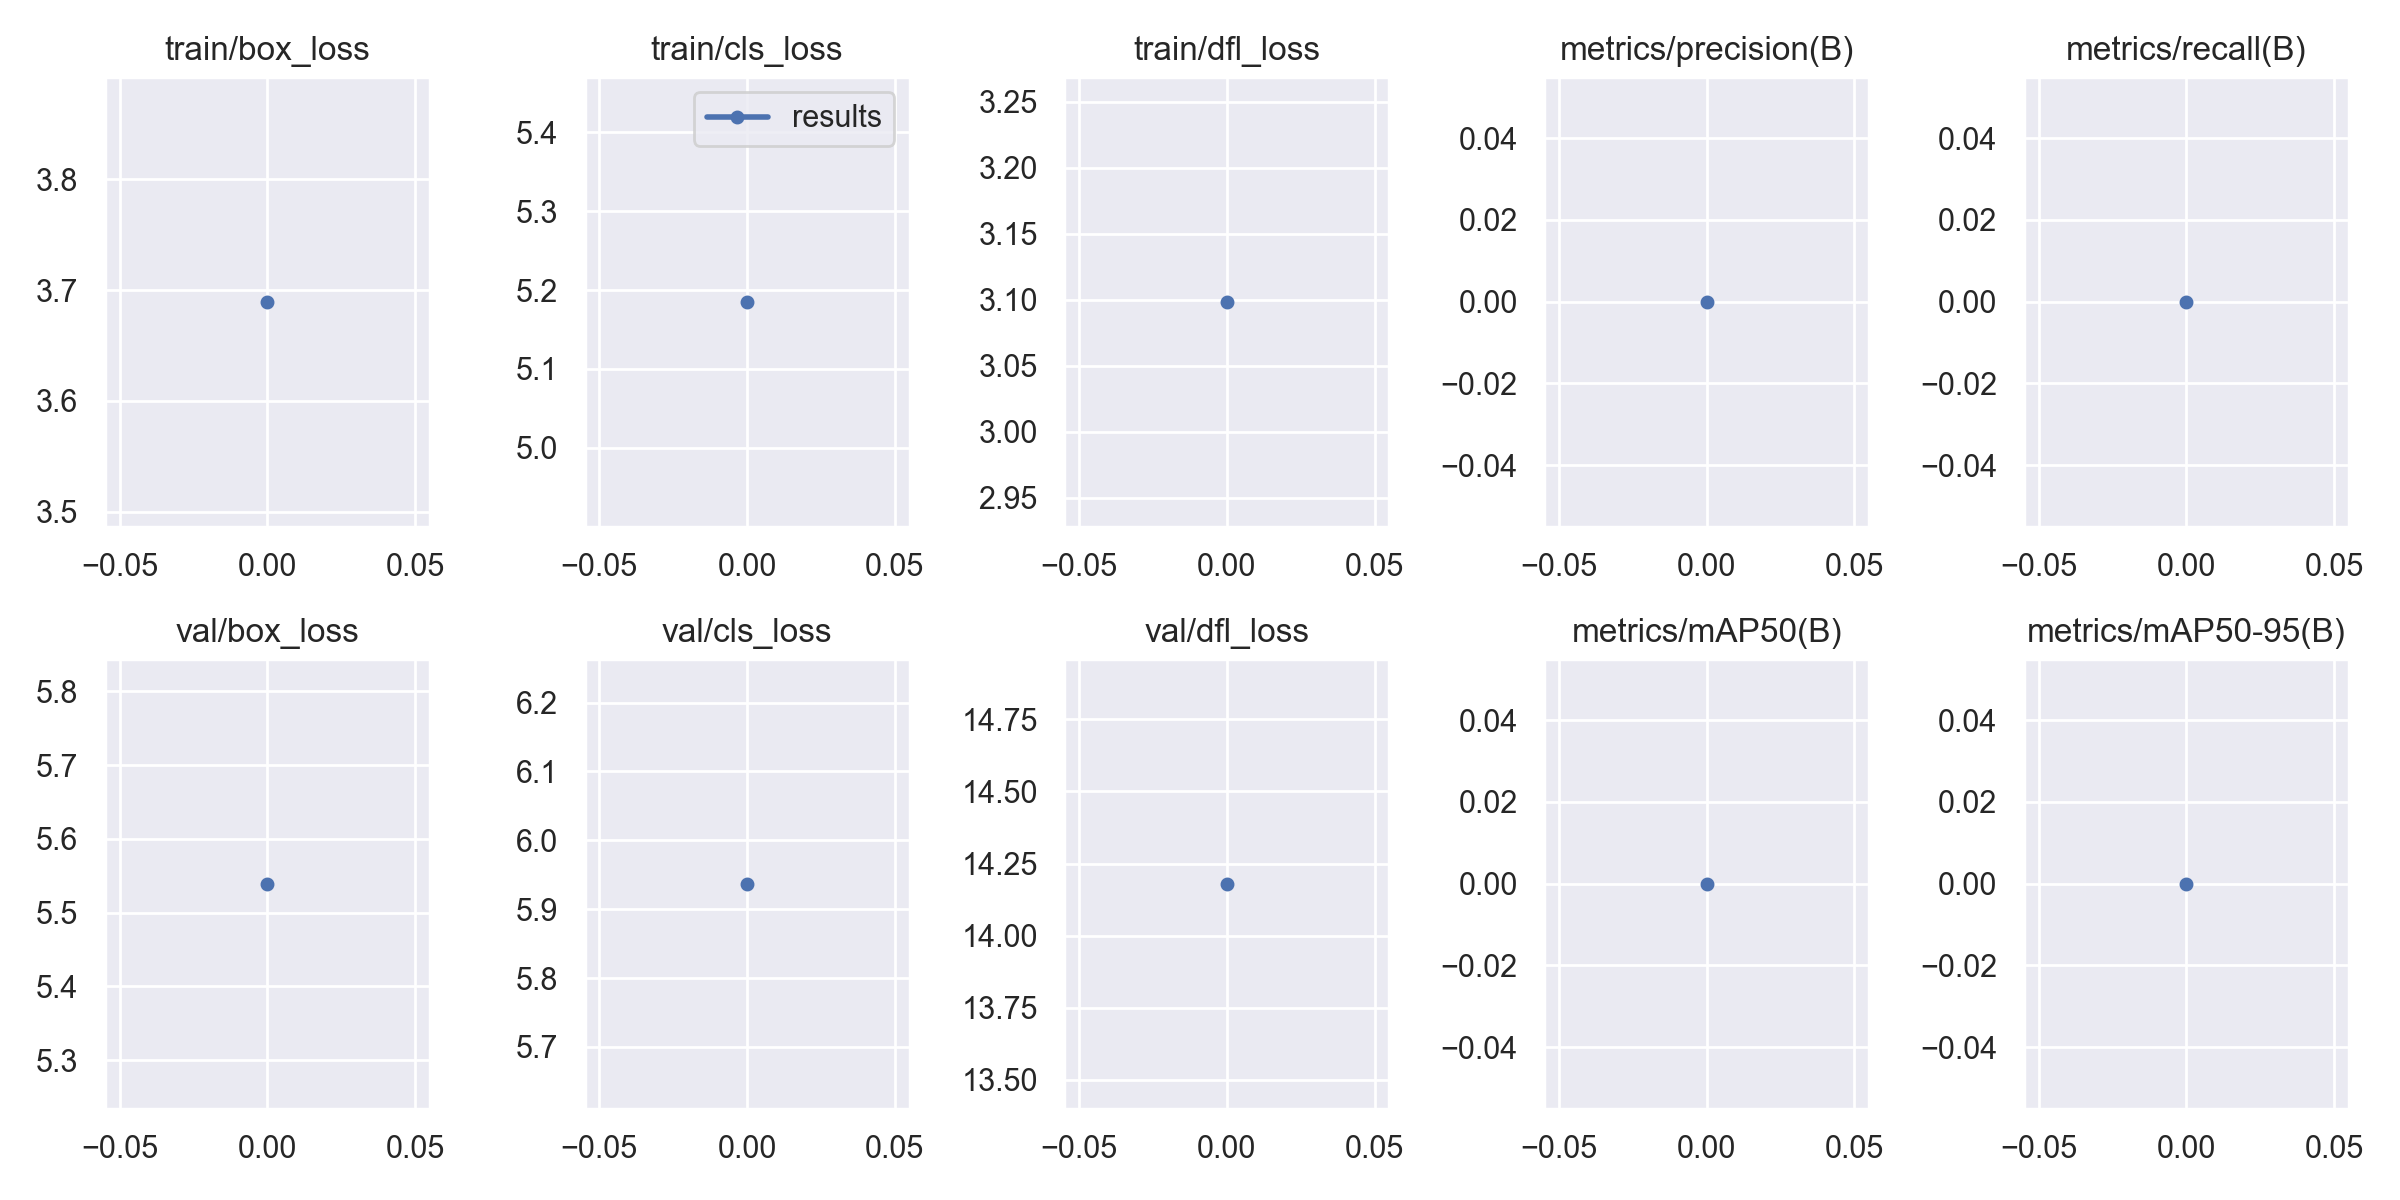 train/box_loss
3.8
3.7
3.6
3.5
−0.05 0.00 0.05
train/cls_loss
results
5.4
5.3
5.2
5.1
5.0
−0.05 0.00 0.05
train/dfl_loss
3.25
3.20
3.15
3.10
3.05
3.00
2.95
−0.05 0.00 0.05
metrics/precision(B)
0.04
0.02
0.00
−0.02
−0.04
−0.05 0.00 0.05
metrics/recall(B)
0.04
0.02
0.00
−0.02
−0.04
−0.05 0.00 0.05
val/box_loss
5.8
5.7
5.6
5.5
5.4
5.3
−0.05 0.00 0.05
val/cls_loss
6.2
6.1
6.0
5.9
5.8
5.7
−0.05 0.00 0.05
val/dfl_loss
14.75
14.50
14.25
14.00
13.75
13.50
−0.05 0.00 0.05
metrics/mAP50(B)
0.04
0.02
0.00
−0.02
−0.04
−0.05 0.00 0.05
metrics/mAP50-95(B)
0.04
0.02
0.00
−0.02
−0.04
−0.05 0.00 0.05